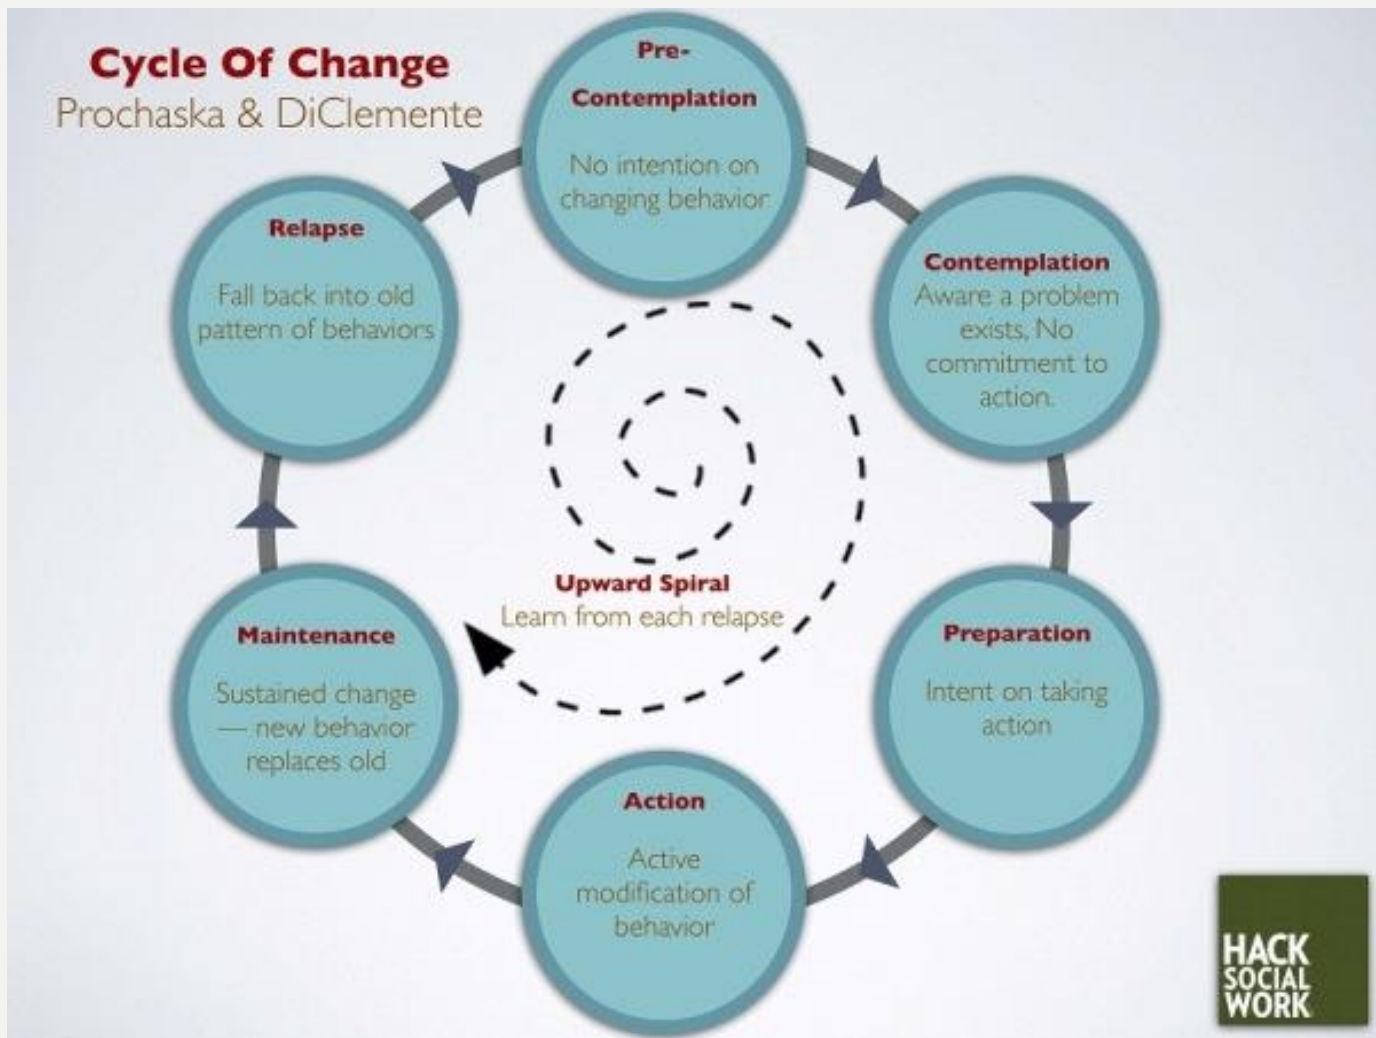 Cycle Of Change
Prochaska & DiClemente
Pre-
Contemplation
No intention on
changing behavior
Contemplation
Aware a problem
exists, No
commitment to
action.
Preparation
Intent on taking
action
Action
Active
modification of
behavior
Maintenance
Sustained change
— new behavior
replaces old
Relapse
Fall back into old
pattern of behaviors
Upward Spiral
Learn from each relapse
HACK
SOCIAL
WORK